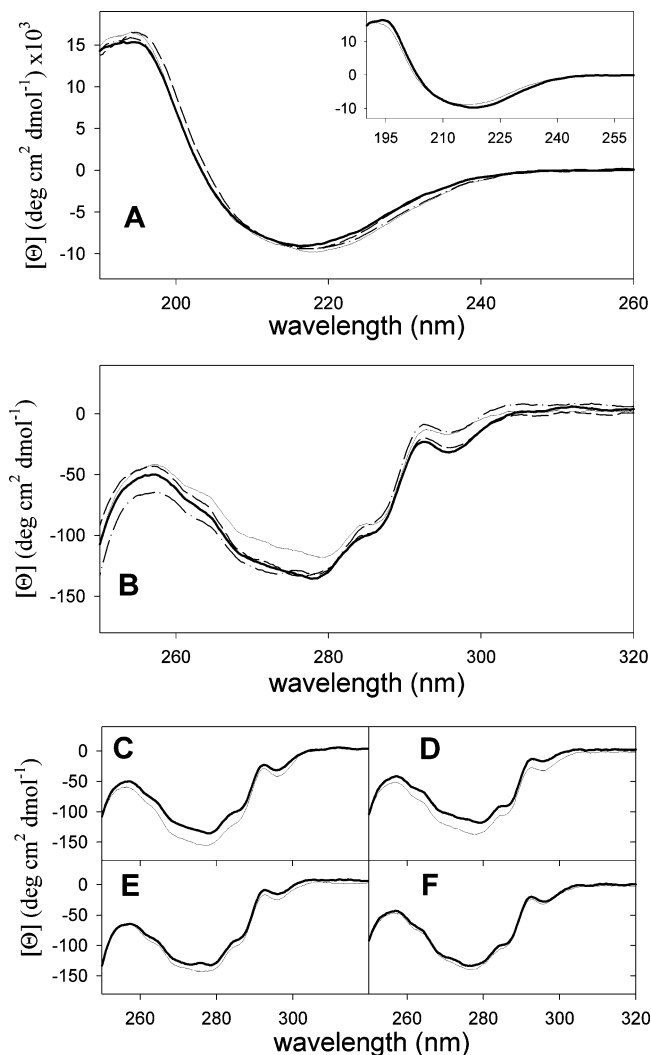 [Θ] (deg cm² dmol⁻¹) x10³
15
10
5
0
-5
-10
A
200 220 240 260
wavelength (nm)
10
0
-10
195 210 225 240 255
[Θ] (deg cm² dmol⁻¹)
0
-50
-100
-150
B
260 280 300 320
wavelength (nm)
[Θ] (deg cm² dmol⁻¹)
0
-50
-100
-150
C
D
0
-50
-100
-150
E
F
260 280 300 260 280 300 320
wavelength (nm)